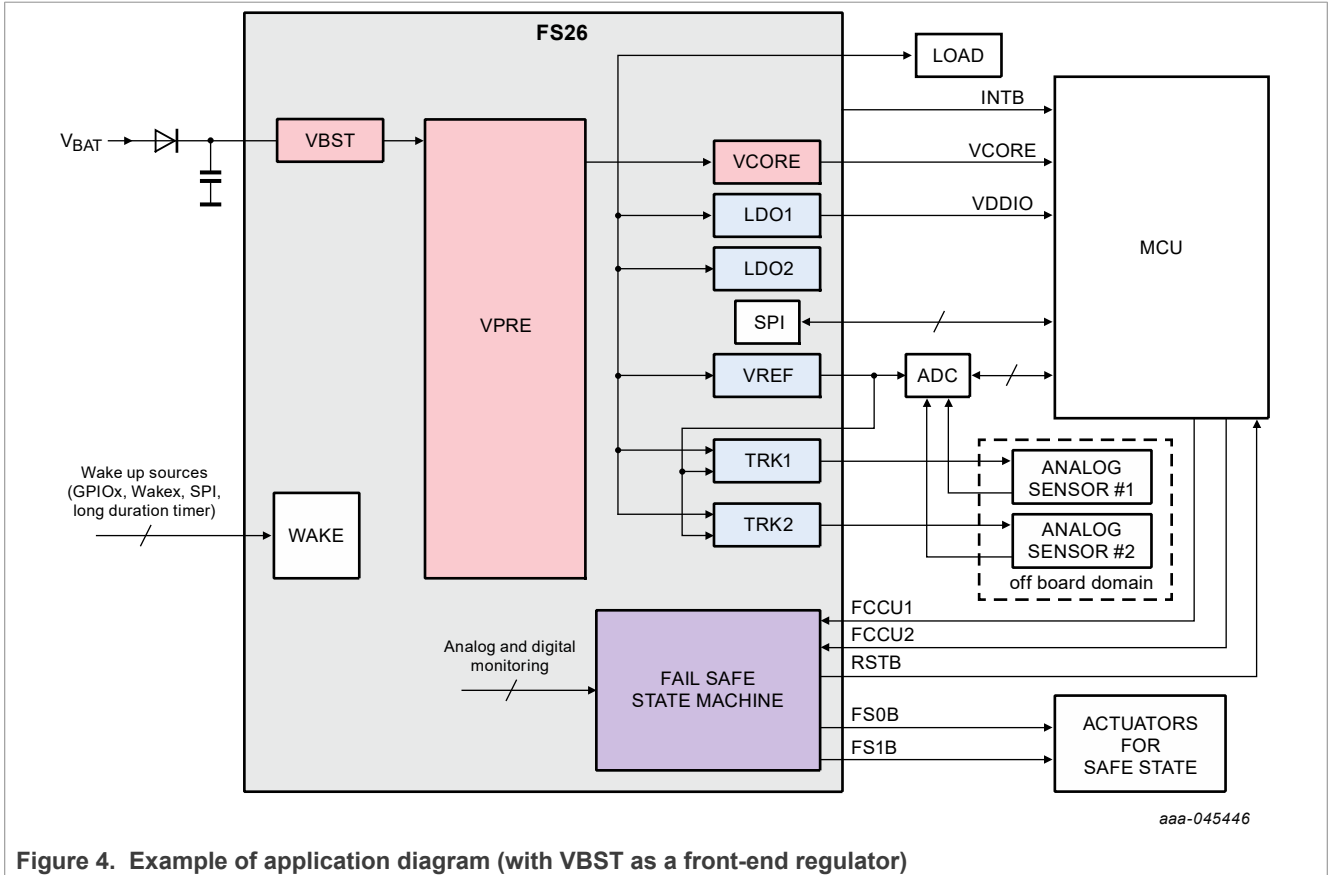 FS26
LOAD
INTB
V_BAT
VBST
VCORE
VCORE
LDO1
VDDIO
LDO2
MCU
VPRE
SPI
VREF
ADC
TRK1
ANALOG
SENSOR #1
Wake up sources
(GPIOx, Wakex, SPI,
long duration timer)
WAKE
TRK2
ANALOG
SENSOR #2
off board domain
FCCU1
FCCU2
RSTB
Analog and digital
monitoring
FAIL SAFE
STATE MACHINE
FS0B
FS1B
ACTUATORS
FOR
SAFE STATE
aaa-045446
Figure 4. Example of application diagram (with VBST as a front-end regulator)